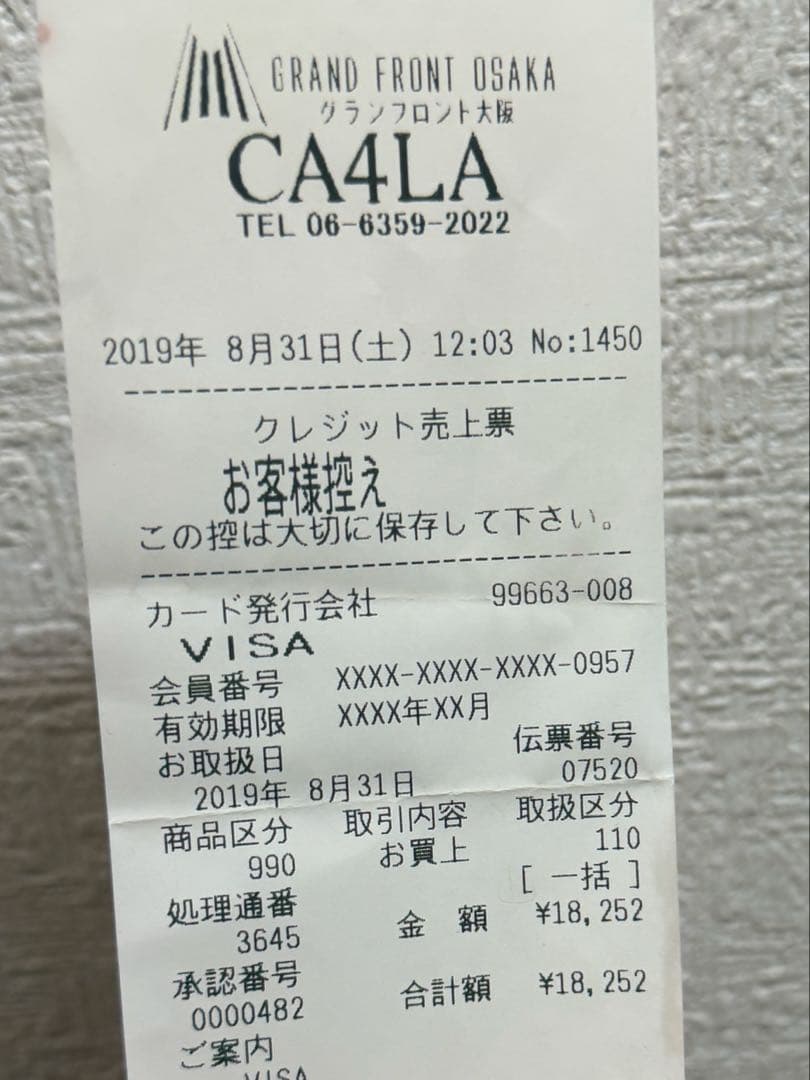 GRAND FRONT OSAKA
グランフロント大阪
CA4LA
TEL 06-6359-2022
2019年 8月31日(土) 12:03 No:1450
クレジット売上票
お客様控え
この控は大切に保存して下さい。
カード発行会社 99663-008
VISA
会員番号 XXXX-XXXX-XXXX-0957
有効期限 XXXX年XX月
お取扱日 伝票番号
2019年 8月31日 07520
商品区分 取引内容 取扱区分
990 お買上 110
[ 一括 ]
処理通番 金 額 ¥18,252
3645
承認番号 合計額 ¥18,252
0000482
ご案内
VISA